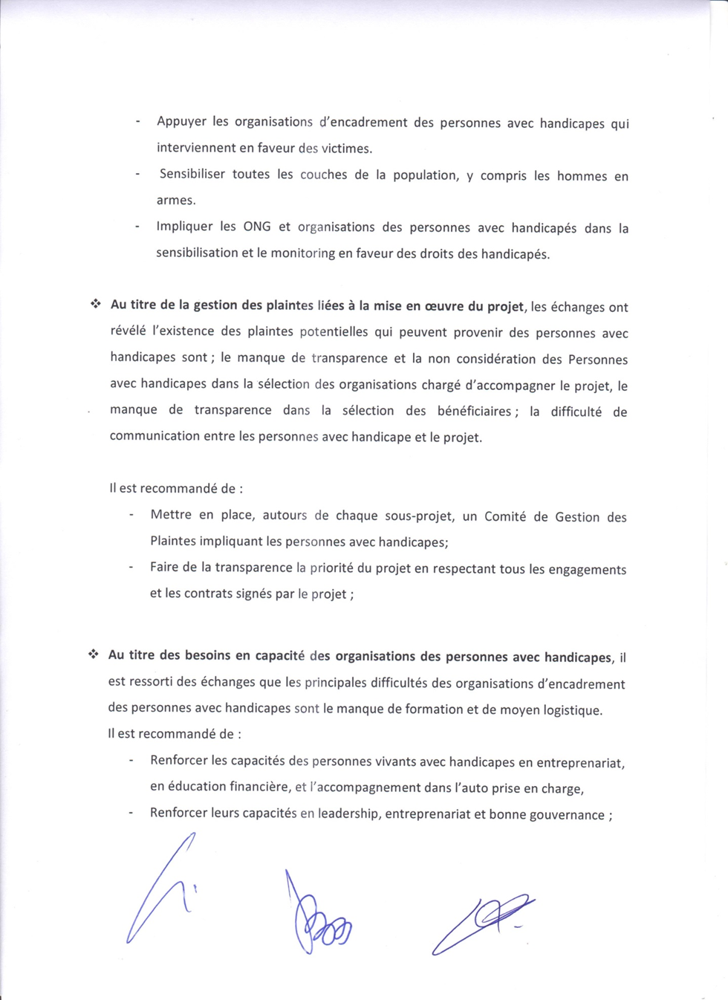 - Appuyer les organisations d'encadrement des personnes avec handicapes qui
interviennent en faveur des victimes.
- Sensibiliser toutes les couches de la population, y compris les hommes en
armes.
- Impliquer les ONG et organisations des personnes avec handicapés dans la
sensibilisation et le monitoring en faveur des droits des handicapés.
❖ Au titre de la gestion des plaintes liées à la mise en œuvre du projet, les échanges ont
révélé l'existence des plaintes potentielles qui peuvent provenir des personnes avec
handicapes sont ; le manque de transparence et la non considération des Personnes
avec handicapes dans la sélection des organisations chargé d'accompagner le projet, le
manque de transparence dans la sélection des bénéficiaires ; la difficulté de
communication entre les personnes avec handicape et le projet.
Il est recommandé de :
- Mettre en place, autours de chaque sous-projet, un Comité de Gestion des
Plaintes impliquant les personnes avec handicapes;
- Faire de la transparence la priorité du projet en respectant tous les engagements
et les contrats signés par le projet ;
❖ Au titre des besoins en capacité des organisations des personnes avec handicapes, il
est ressorti des échanges que les principales difficultés des organisations d'encadrement
des personnes avec handicapes sont le manque de formation et de moyen logistique.
Il est recommandé de :
- Renforcer les capacités des personnes vivants avec handicapes en entreprenariat,
en éducation financière, et l'accompagnement dans l'auto prise en charge,
- Renforcer leurs capacités en leadership, entreprenariat et bonne gouvernance ;